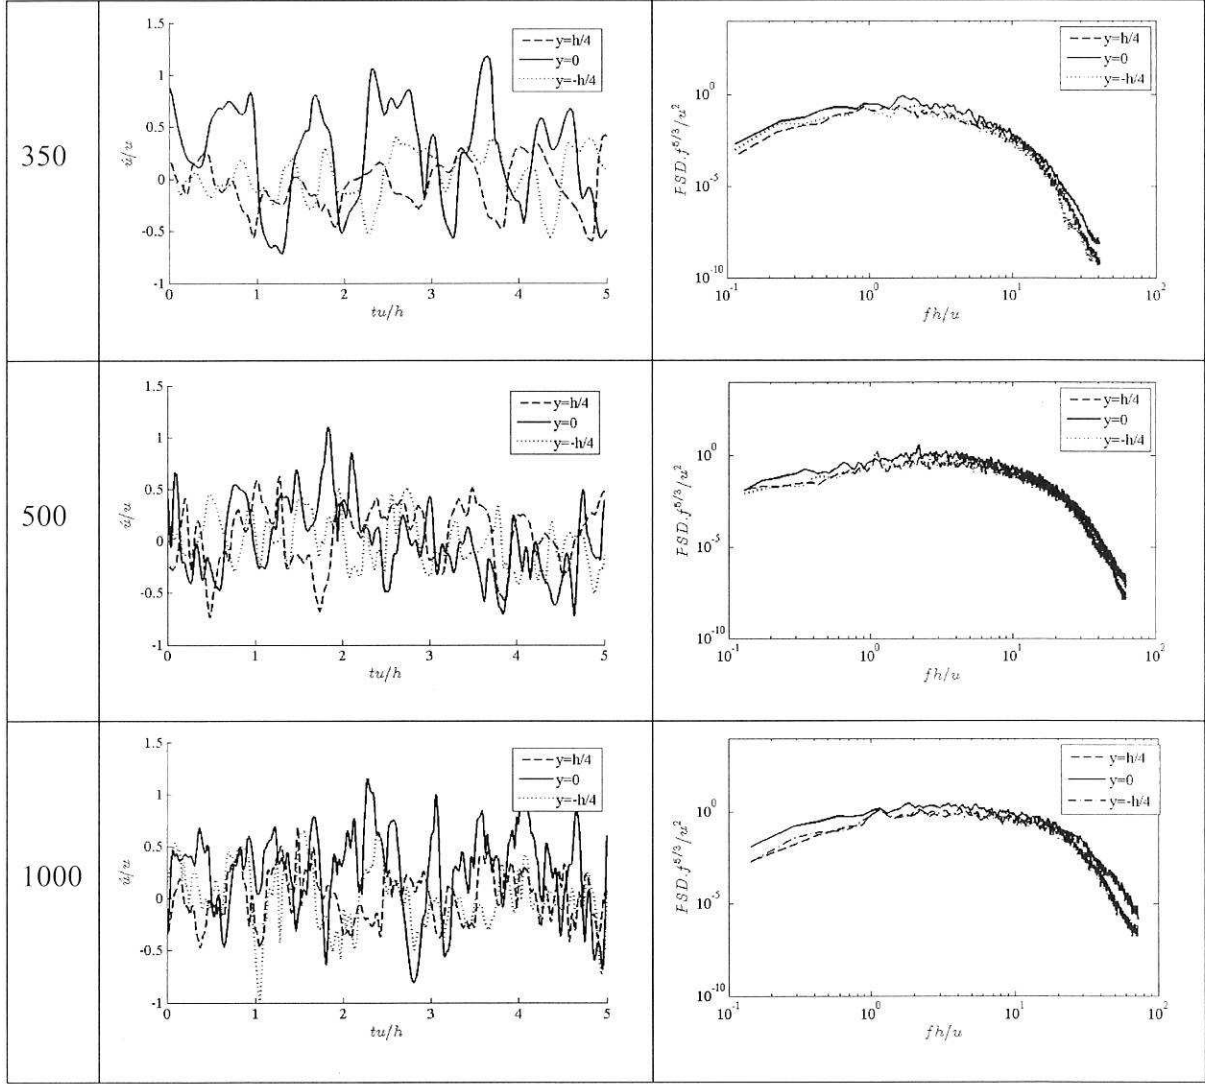 350
1.5
1
0.5
0
-0.5
-1
ú/u
0 1 2 3 4 5
tu/h
y=h/4
y=0
y=-h/4
10^0
10^-5
10^-10
PSD.f^5/3/u^2
10^-1 10^0 10^1 10^2
fh/u
y=h/4
y=0
y=-h/4
500
1.5
1
0.5
0
-0.5
-1
ú/u
0 1 2 3 4 5
tu/h
y=h/4
y=0
y=-h/4
10^0
10^-5
10^-10
PSD.f^5/3/u^2
10^-1 10^0 10^1 10^2
fh/u
y=h/4
y=0
y=-h/4
1000
1.5
1
0.5
0
-0.5
-1
ú/u
0 1 2 3 4 5
tu/h
y=h/4
y=0
y=-h/4
10^0
10^-5
10^-10
PSD.f^5/3/u^2
10^-1 10^0 10^1 10^2
fh/u
y=h/4
y=0
y=-h/4